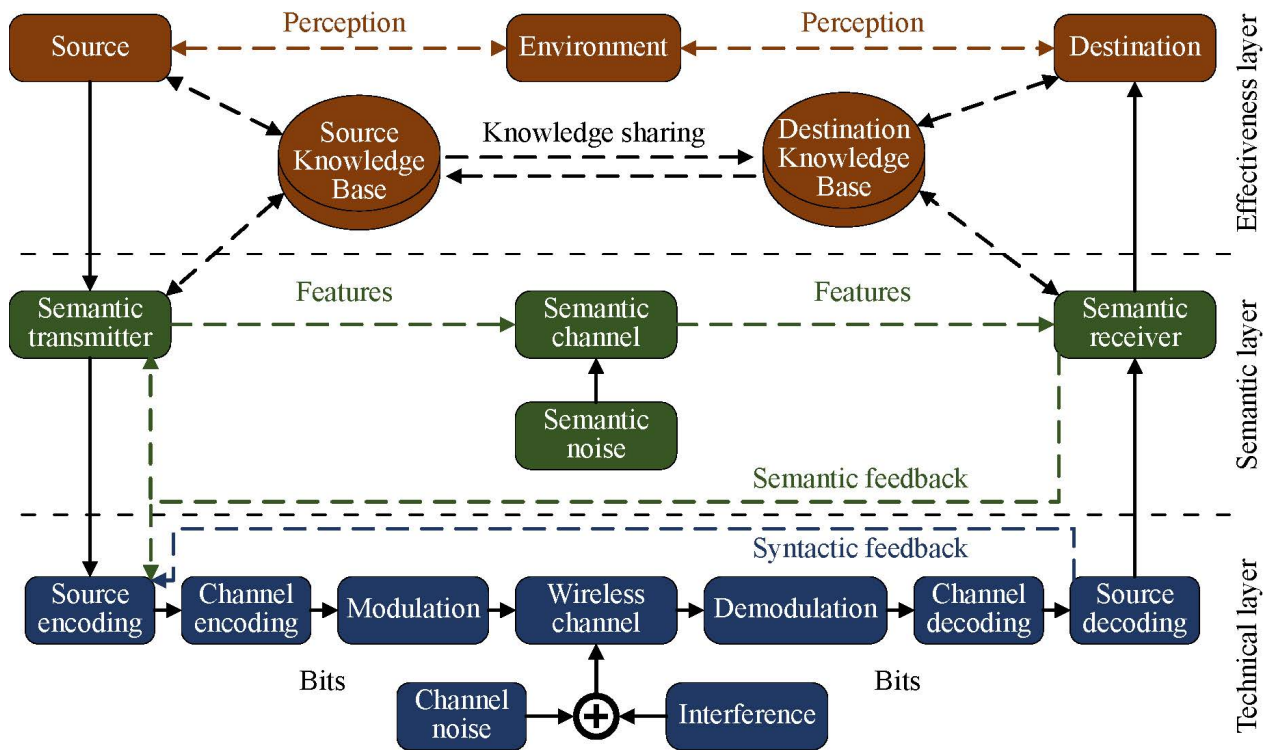 Perception
Perception
Source
Environment
Destination
Effectiveness layer
Source
Knowledge
Base
Knowledge sharing
Destination
Knowledge
Base
Features
Features
Semantic
transmitter
Semantic
channel
Semantic
receiver
Semantic layer
Semantic
noise
Semantic feedback
Syntactic feedback
Source
encoding
Channel
encoding
Modulation
Wireless
channel
Demodulation
Channel
decoding
Source
decoding
Technical layer
Bits
Bits
Channel
noise
+
Interference